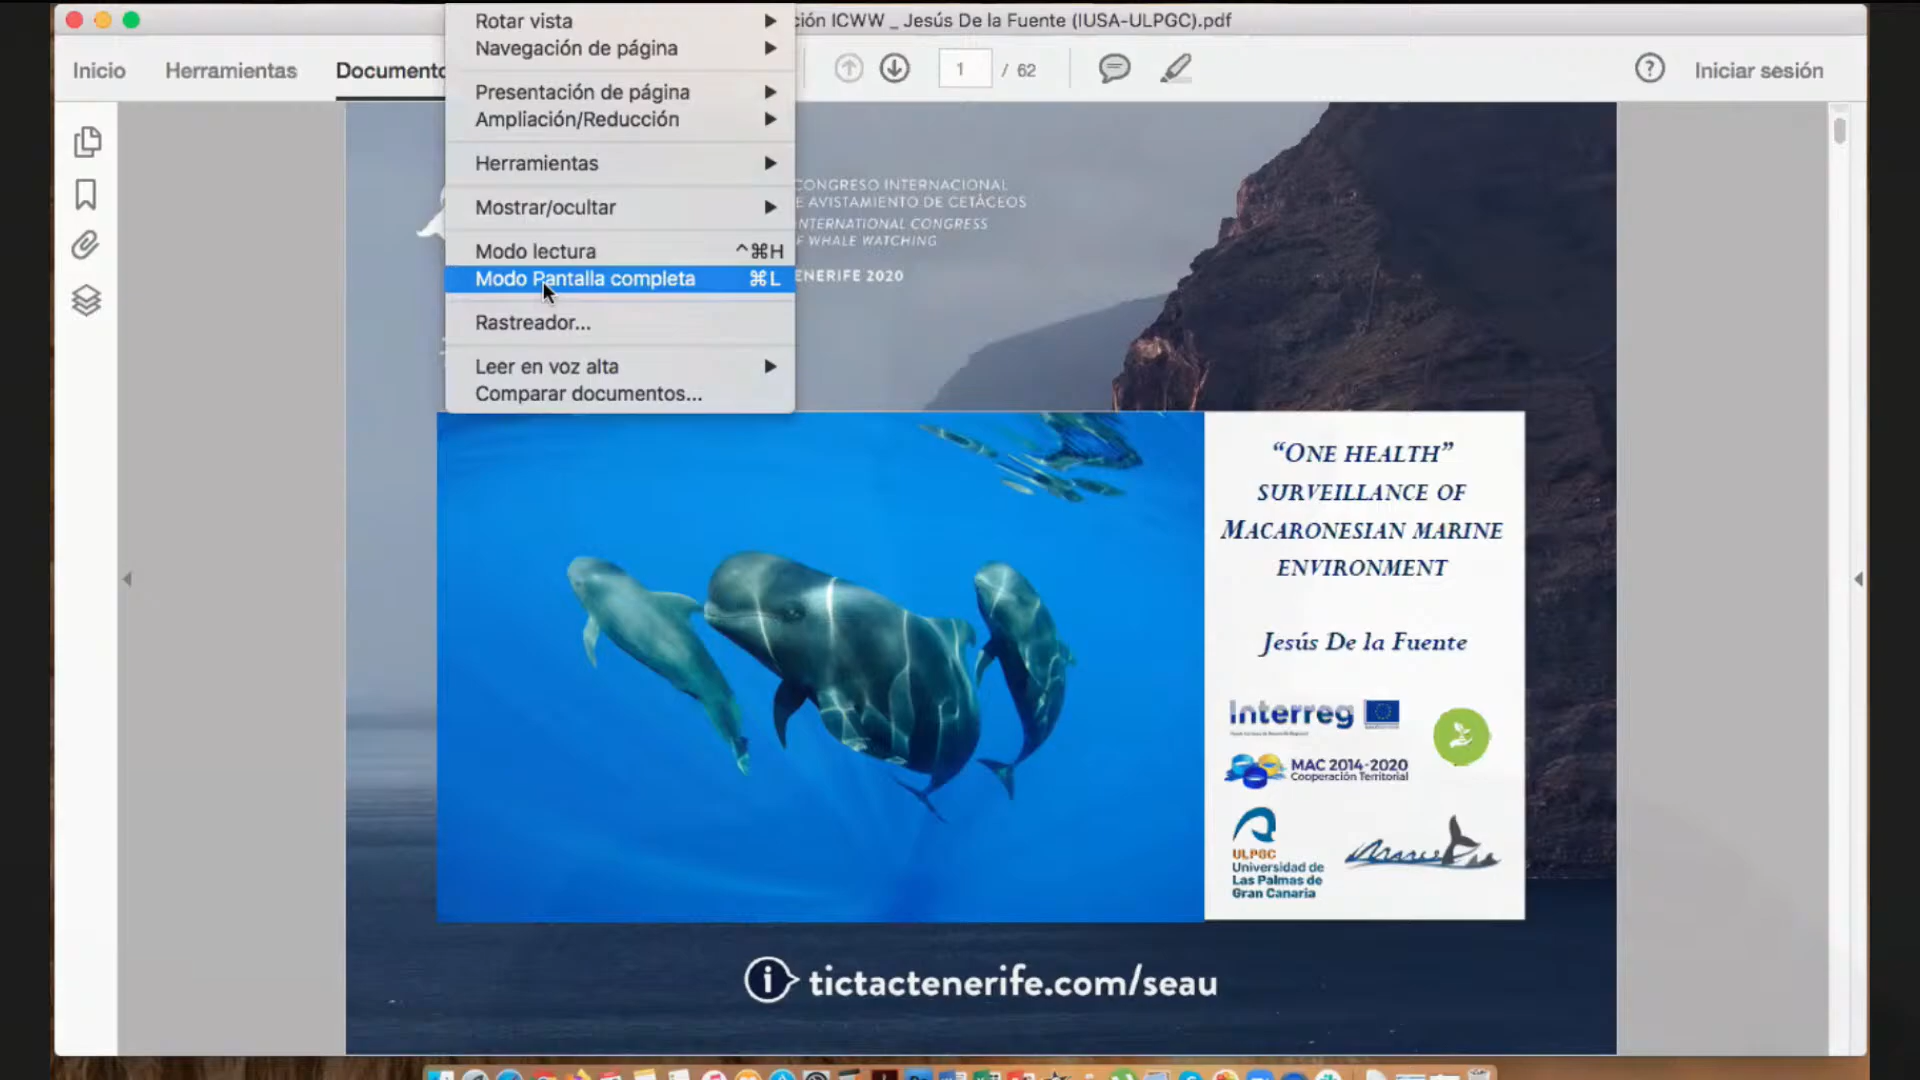 ción ICWW _ Jesús De la Fuente (IUSA-ULPGC).pdf
Inicio
Herramientas
Documento
1 / 62
Iniciar sesión
Rotar vista
Navegación de página
Presentación de página
Ampliación/Reducción
Herramientas
Mostrar/ocultar
Modo lectura ^⌘H
Modo Pantalla completa ⌘L
Rastreador...
Leer en voz alta
Comparar documentos...
CONGRESO INTERNACIONAL
E AVISTAMIENTO DE CETÁCEOS
INTERNATIONAL CONGRESS
F WHALE WATCHING
ENERIFE 2020
“ONE HEALTH”
SURVEILLANCE OF
MACARONESIAN MARINE
ENVIRONMENT
Jesús De la Fuente
Interreg
MAC 2014-2020
Cooperación Territorial
ULPGC
Universidad de
Las Palmas de
Gran Canaria
i tictactenerife.com/seau